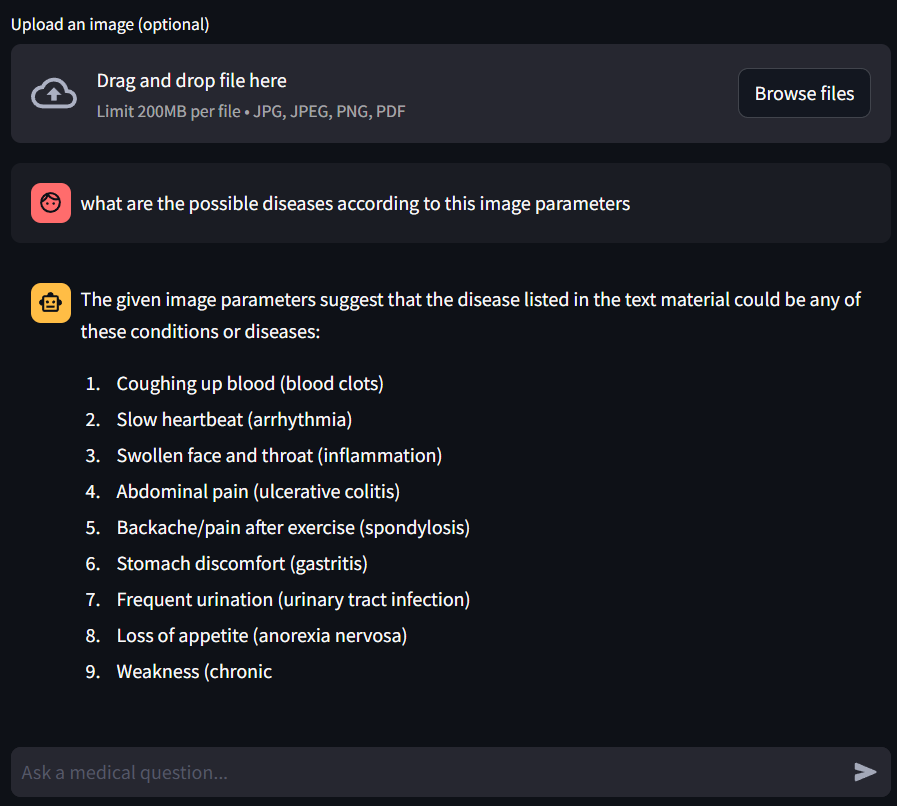 Upload an image (optional)
Drag and drop file here
Limit 200MB per file • JPG, JPEG, PNG, PDF
Browse files
what are the possible diseases according to this image parameters
The given image parameters suggest that the disease listed in the text material could be any of
these conditions or diseases:
1. Coughing up blood (blood clots)
2. Slow heartbeat (arrhythmia)
3. Swollen face and throat (inflammation)
4. Abdominal pain (ulcerative colitis)
5. Backache/pain after exercise (spondylosis)
6. Stomach discomfort (gastritis)
7. Frequent urination (urinary tract infection)
8. Loss of appetite (anorexia nervosa)
9. Weakness (chronic
Ask a medical question...